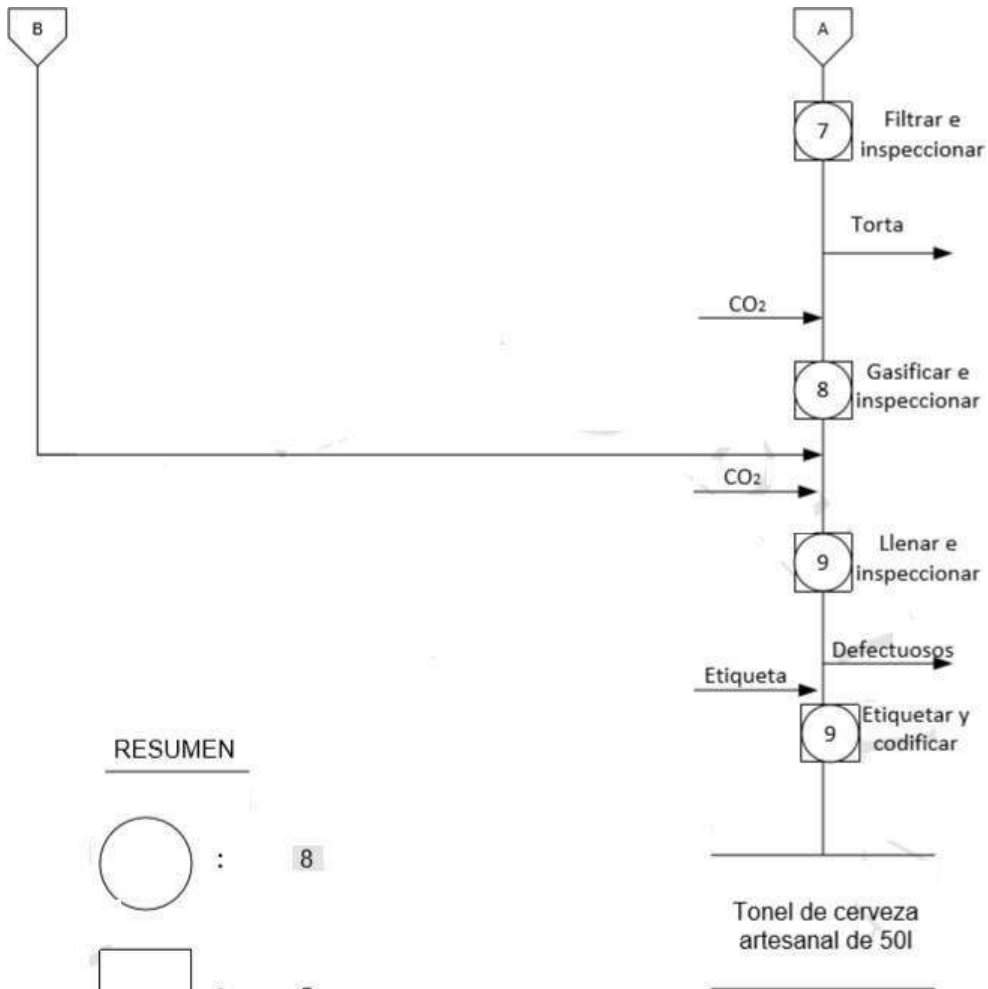 B
A
7
Filtrar e
inspeccionar
Torta
CO₂
8
Gasificar e
inspeccionar
CO₂
9
Llenar e
inspeccionar
Defectuosos
Etiqueta
9
Etiquetar y
codificar
RESUMEN
: 8
Tonel de cerveza
artesanal de 50l